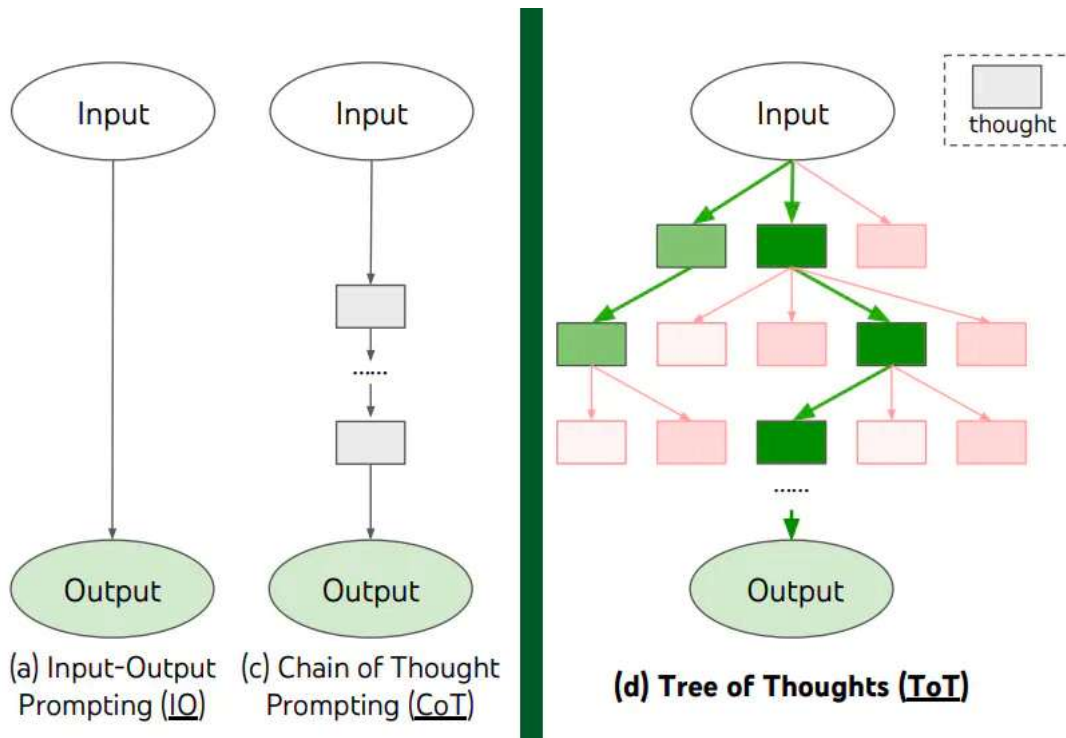 Input
Input
Input
thought
......
......
Output
Output
Output
(a) Input-Output
Prompting (IO)
(c) Chain of Thought
Prompting (CoT)
(d) Tree of Thoughts (ToT)